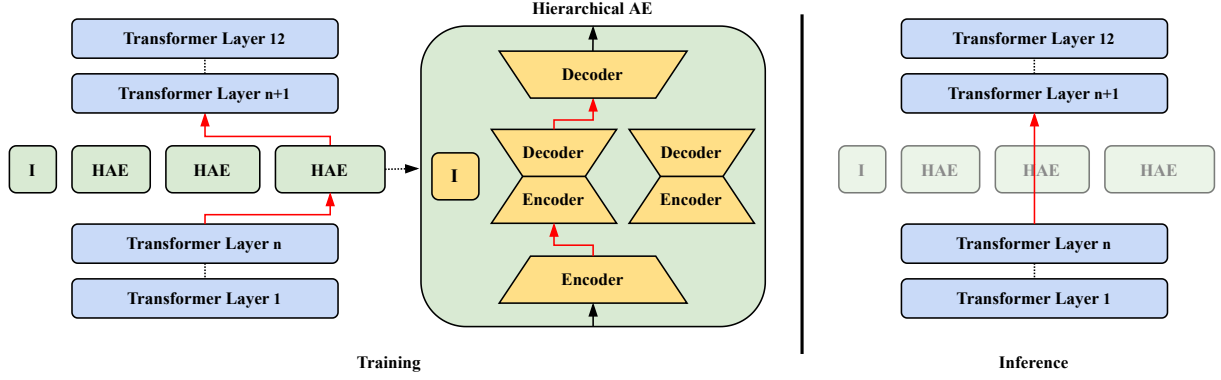 Hierarchical AE
Transformer Layer 12
Transformer Layer n+1
I
HAE
HAE
HAE
Transformer Layer n
Transformer Layer 1
Decoder
I
Decoder
Encoder
Decoder
Encoder
Encoder
Training
Transformer Layer 12
Transformer Layer n+1
I
HAE
HAE
HAE
Transformer Layer n
Transformer Layer 1
Inference